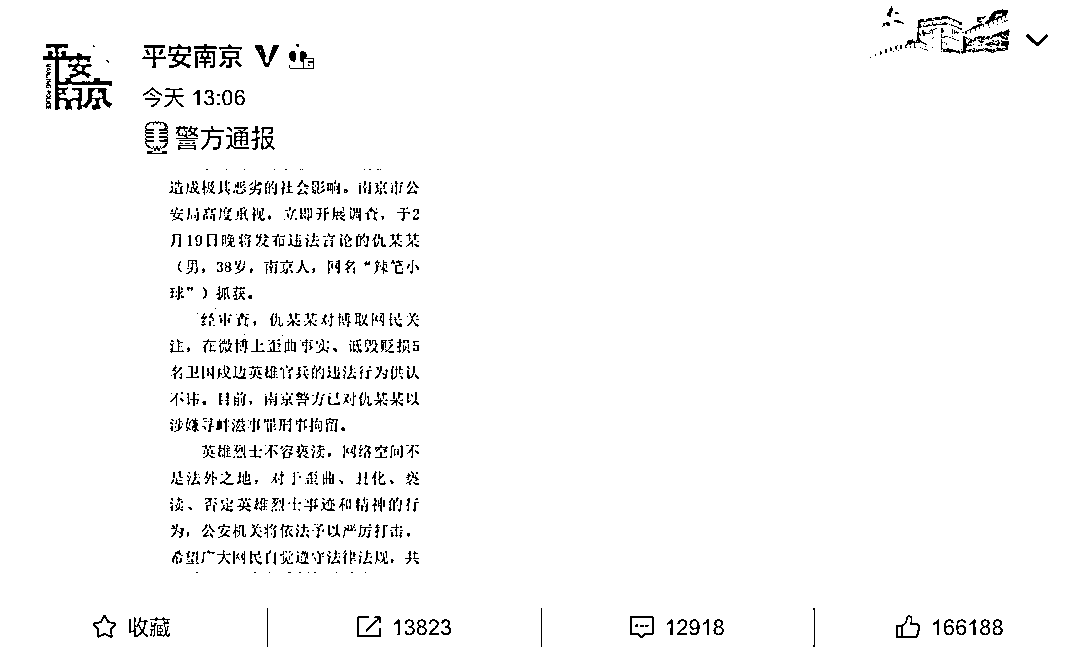 平安南京
平安南京 V
今天 13:06
警方通报
造成极其恶劣的社会影响。南京市公
安局高度重视，立即开展调查，于2
月19日晚将发布违法言论的仇某某
（男，38岁，南京人，网名“辣笔小
球”）抓获。
经审查，仇某某对博取网民关
注，在微博上歪曲事实、诋毁贬损5
名卫国戍边英雄官兵的违法行为供认
不讳。目前，南京警方已对仇某某以
涉嫌寻衅滋事罪刑事拘留。
英雄烈士不容亵渎，网络空间不
是法外之地，对于歪曲、丑化、亵
渎、否定英雄烈士事迹和精神的行
为，公安机关将依法予以严厉打击。
希望广大网民自觉遵守法律法规，共
收藏
13823
12918
166188